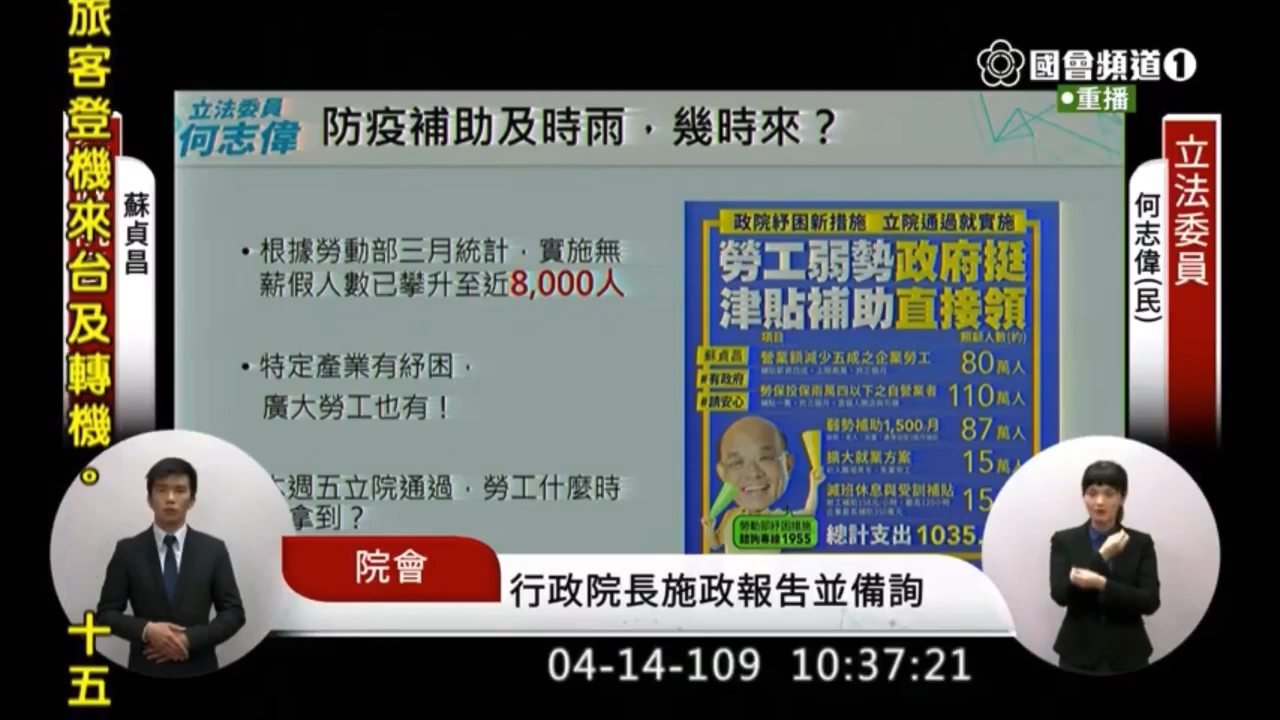 旅客登機來台及轉機。
十五
國會頻道1
重播
蘇貞昌
立法委員
何志偉(民)
立法委員
何志偉
防疫補助及時雨，幾時來？
•根據勞動部三月統計，實施無
薪假人數已攀升至近8,000人
•特定產業有紓困，
廣大勞工也有！
週五立院通過，勞工什麼時
拿到？
政院紓困新措施 立院通過就實施
勞工弱勢政府挺
津貼補助直接領
項目 照顧人數(約)
蘇貞昌
#有政府
#請安心
營業額減少五成之企業勞工 80萬人
勞保投保兩萬四以下之自營業者 110萬人
弱勢補助1,500/月 87萬人
擴大就業方案 15萬人
減班休息與受訓補貼 15
勞動部紓困措施
諮詢專線1955
總計支出1035.
院會
行政院長施政報告並備詢
04-14-109 10:37:21